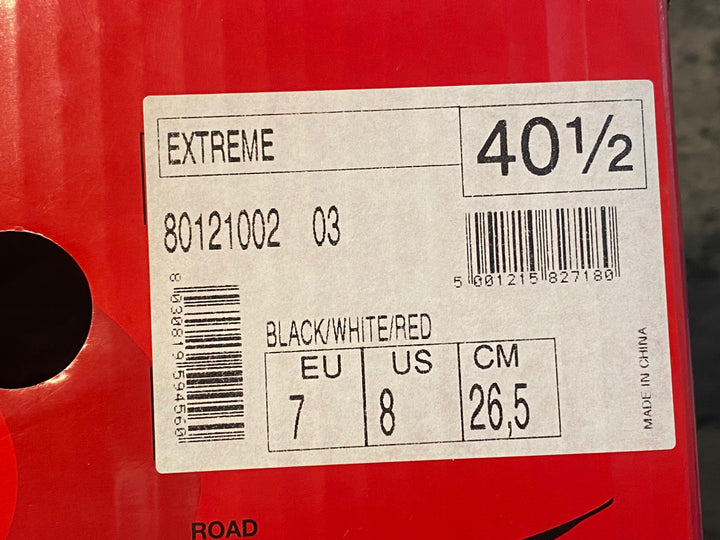 EXTREME
40½
80121002 03
5 001215 827180
8 030819 594560
BLACK/WHITE/RED
EU US CM
7 8 26,5
MADE IN CHINA
ROAD